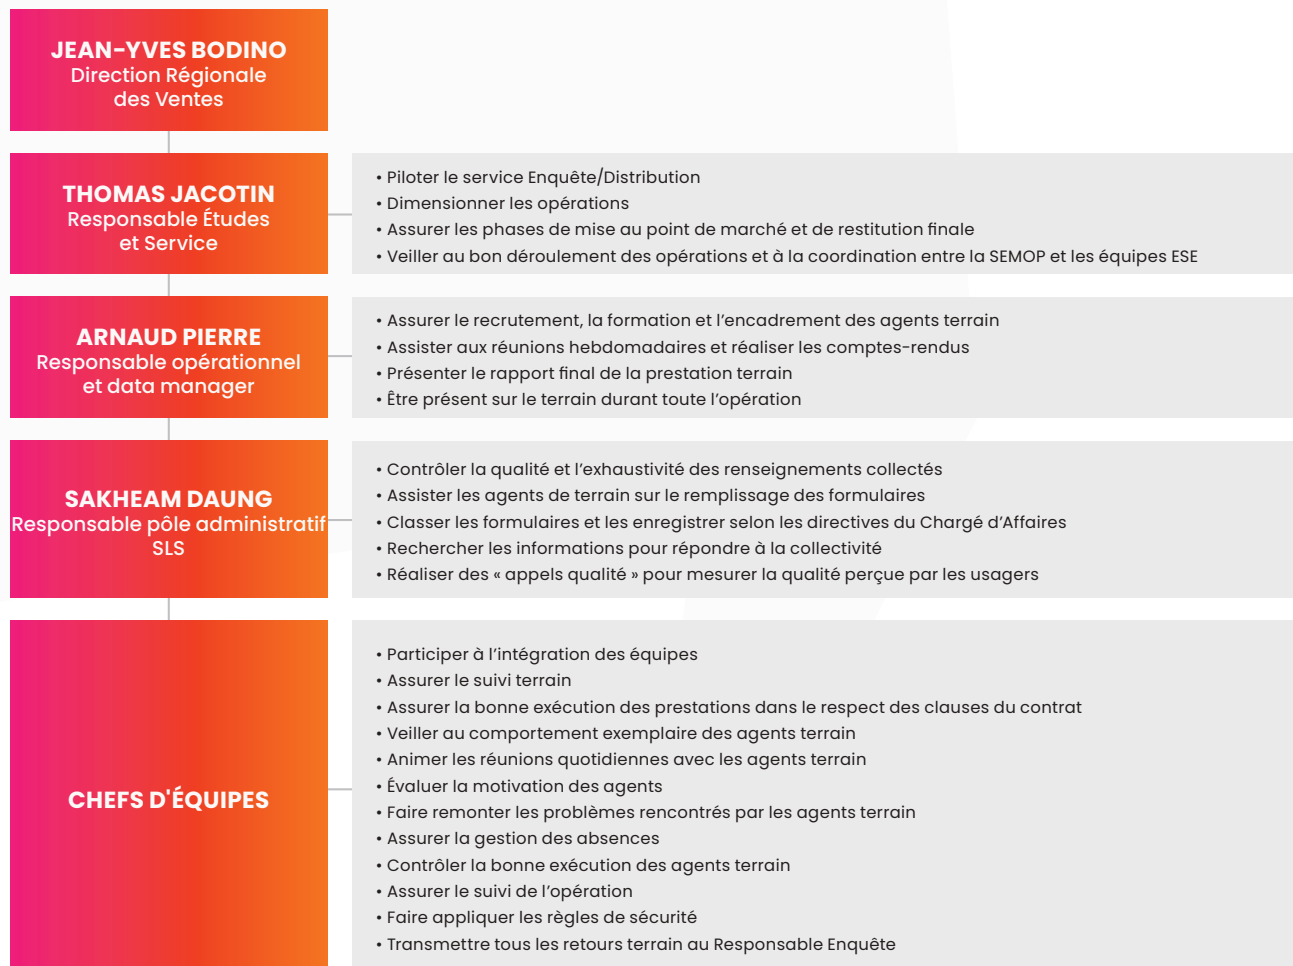 JEAN-YVES BODINO
Direction Régionale
des Ventes
THOMAS JACOTIN
Responsable Études
et Service
• Piloter le service Enquête/Distribution
• Dimensionner les opérations
• Assurer les phases de mise au point de marché et de restitution finale
• Veiller au bon déroulement des opérations et à la coordination entre la SEMOP et les équipes ESE
ARNAUD PIERRE
Responsable opérationnel
et data manager
• Assurer le recrutement, la formation et l’encadrement des agents terrain
• Assister aux réunions hebdomadaires et réaliser les comptes-rendus
• Présenter le rapport final de la prestation terrain
• Être présent sur le terrain durant toute l’opération
SAKHEAM DAUNG
Responsable pôle administratif
SLS
• Contrôler la qualité et l’exhaustivité des renseignements collectés
• Assister les agents de terrain sur le remplissage des formulaires
• Classer les formulaires et les enregistrer selon les directives du Chargé d’Affaires
• Rechercher les informations pour répondre à la collectivité
• Réaliser des « appels qualité » pour mesurer la qualité perçue par les usagers
CHEFS D'ÉQUIPES
• Participer à l’intégration des équipes
• Assurer le suivi terrain
• Assurer la bonne exécution des prestations dans le respect des clauses du contrat
• Veiller au comportement exemplaire des agents terrain
• Animer les réunions quotidiennes avec les agents terrain
• Évaluer la motivation des agents
• Faire remonter les problèmes rencontrés par les agents terrain
• Assurer la gestion des absences
• Contrôler la bonne exécution des agents terrain
• Assurer le suivi de l’opération
• Faire appliquer les règles de sécurité
• Transmettre tous les retours terrain au Responsable Enquête